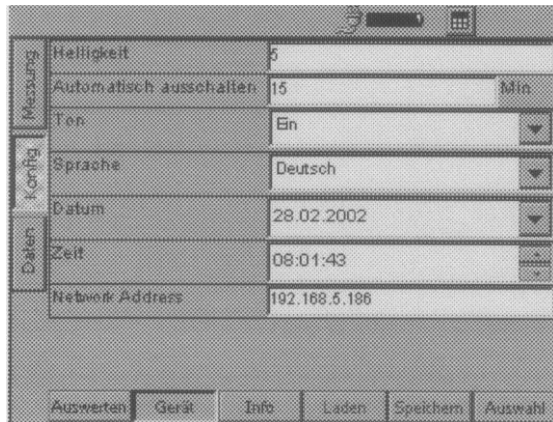 Helligkeit 5
Automatisch ausschalten 15 Min
Ton Ein
Sprache Deutsch
Datum 28.02.2002
Zeit 08:01:43
Network Address 192.168.5.186
Messung
Konfig
Daten
Auswerten Gerät Info Laden Speichern Auswahl